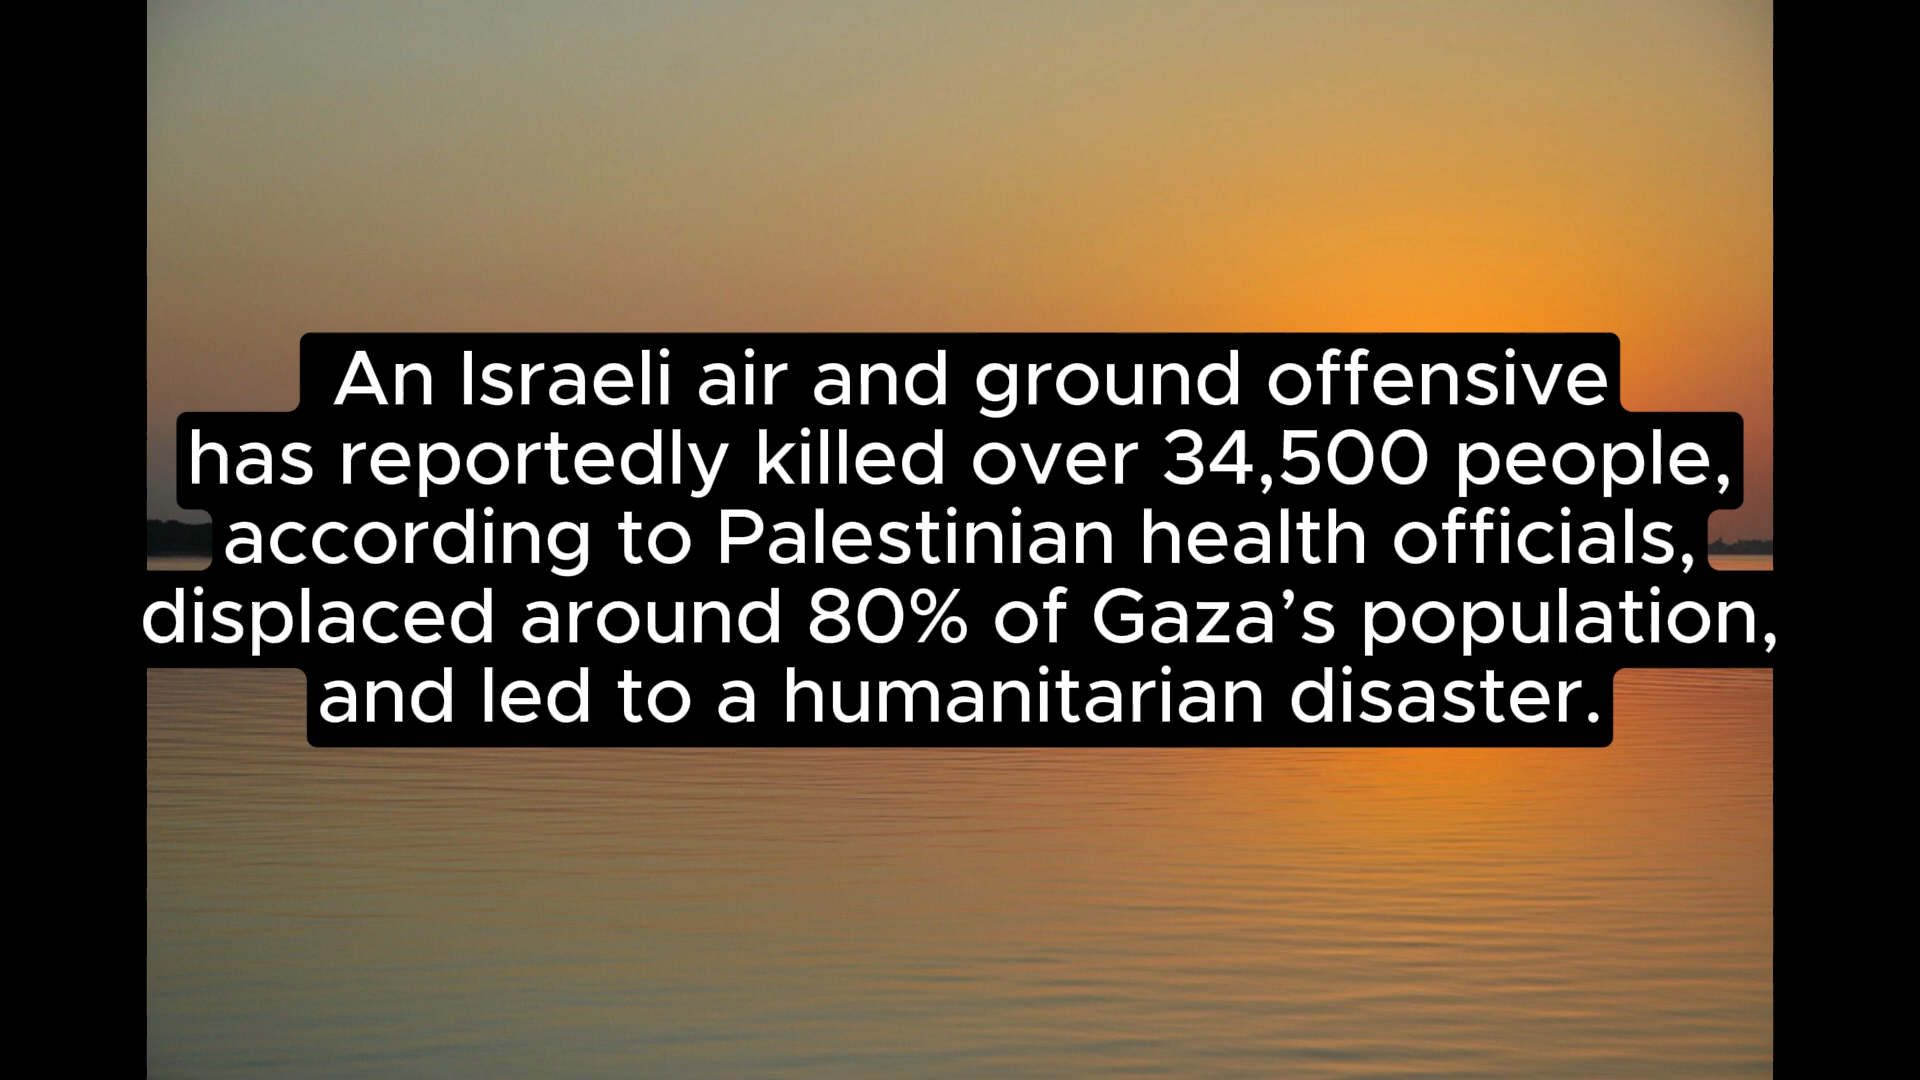 An Israeli air and ground offensive
has reportedly killed over 34,500 people,
according to Palestinian health officials,
displaced around 80% of Gaza’s population,
and led to a humanitarian disaster.